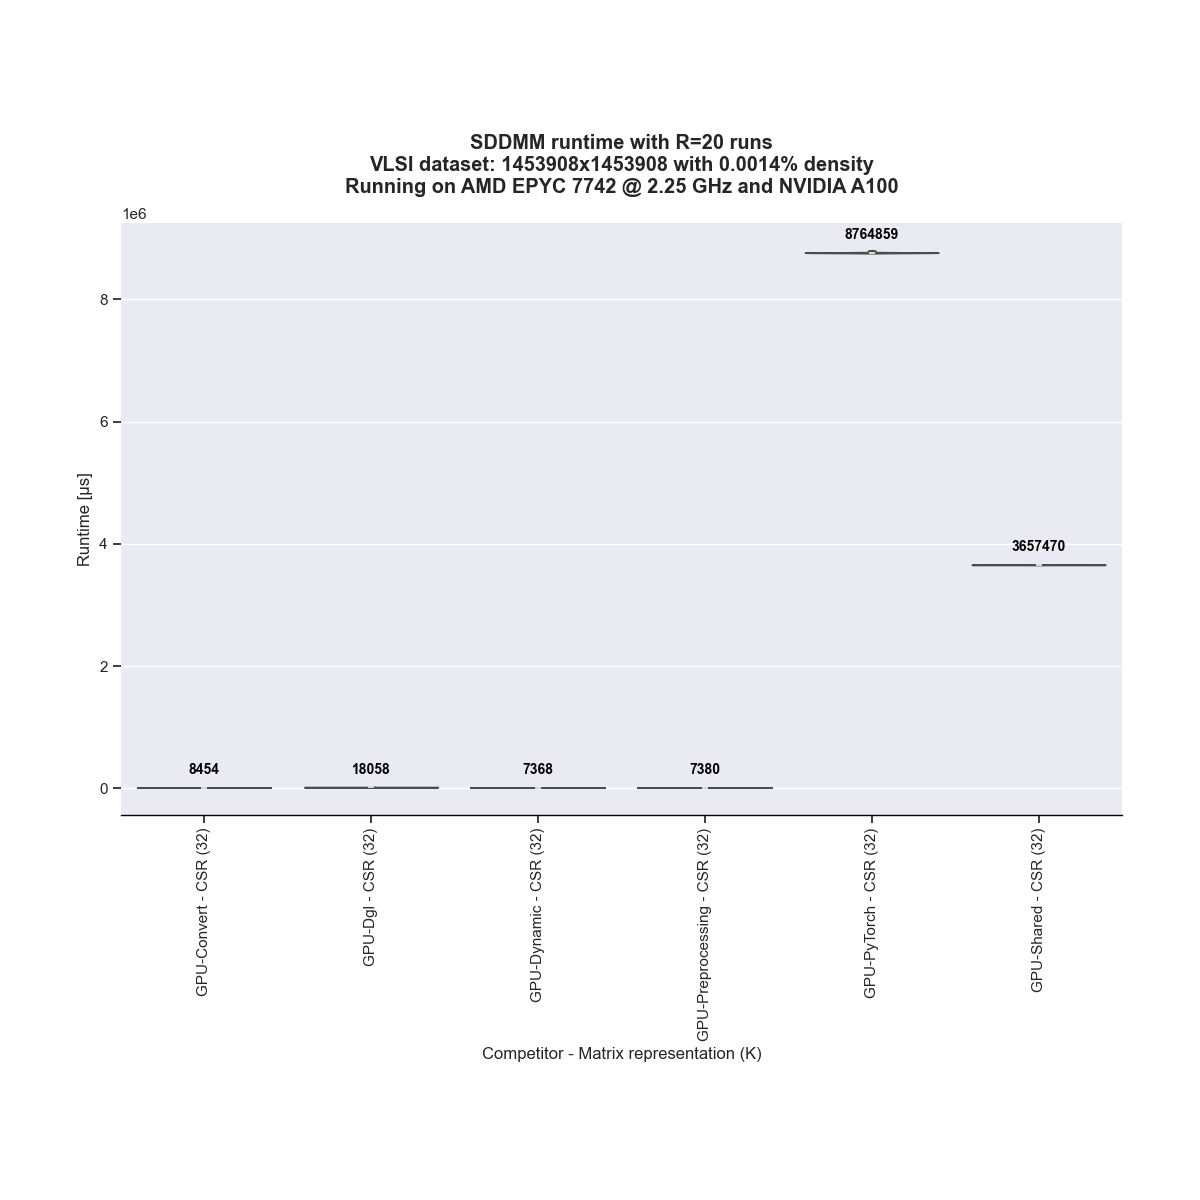 SDDMM runtime with R=20 runs
VLSI dataset: 1453908x1453908 with 0.0014% density
Running on AMD EPYC 7742 @ 2.25 GHz and NVIDIA A100
1e6
8764859
8
6
Runtime [µs]
4
3657470
2
8454
18058
7368
7380
0
GPU-Convert - CSR (32)
GPU-Dgl - CSR (32)
GPU-Dynamic - CSR (32)
GPU-Preprocessing - CSR (32)
GPU-PyTorch - CSR (32)
GPU-Shared - CSR (32)
Competitor - Matrix representation (K)